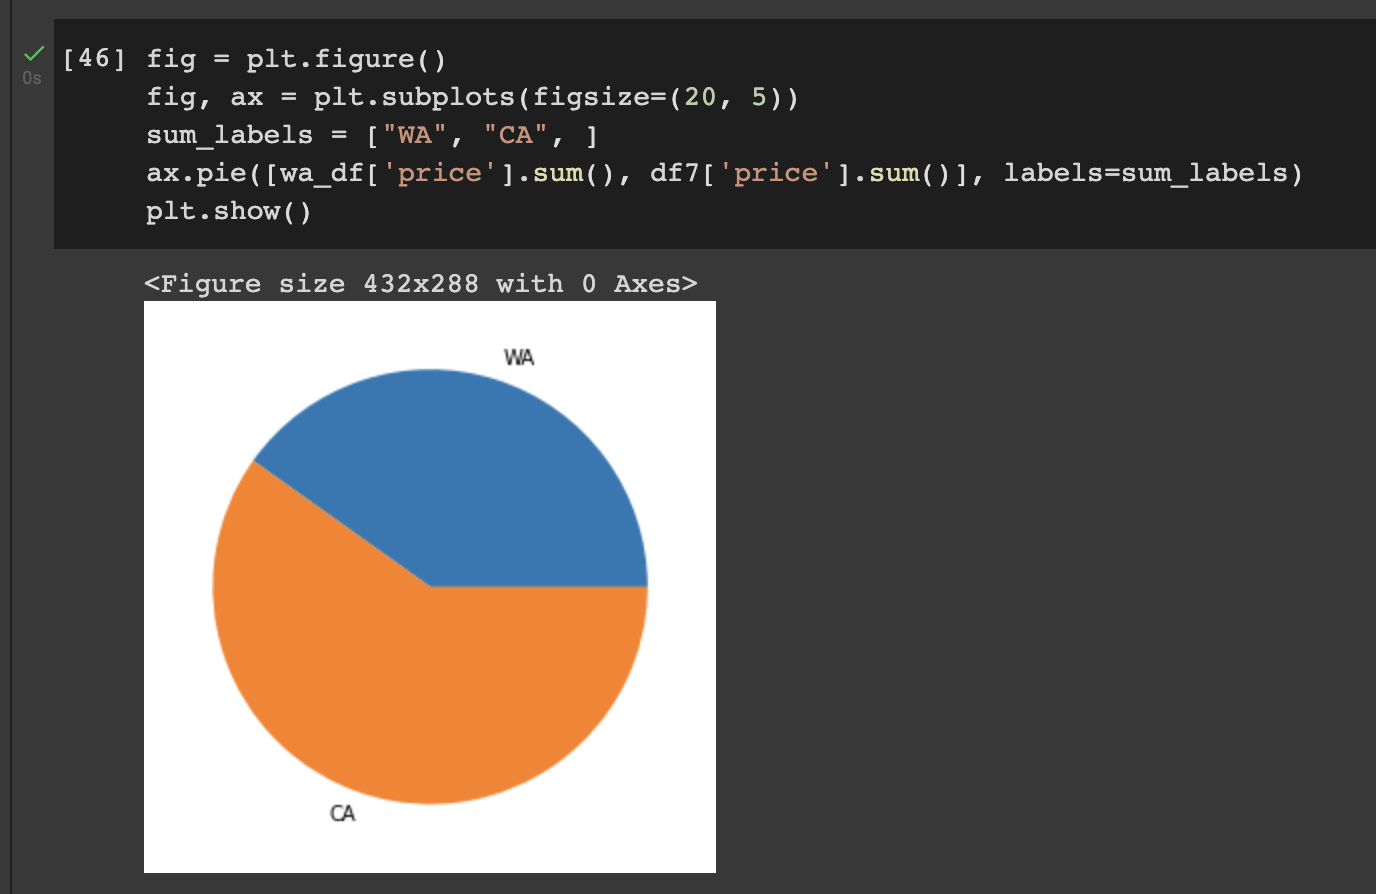 [46] fig = plt.figure()
0s
fig, ax = plt.subplots(figsize=(20, 5))
sum_labels = ["WA", "CA", ]
ax.pie([wa_df['price'].sum(), df7['price'].sum()], labels=sum_labels)
plt.show()
<Figure size 432x288 with 0 Axes>
WA
CA